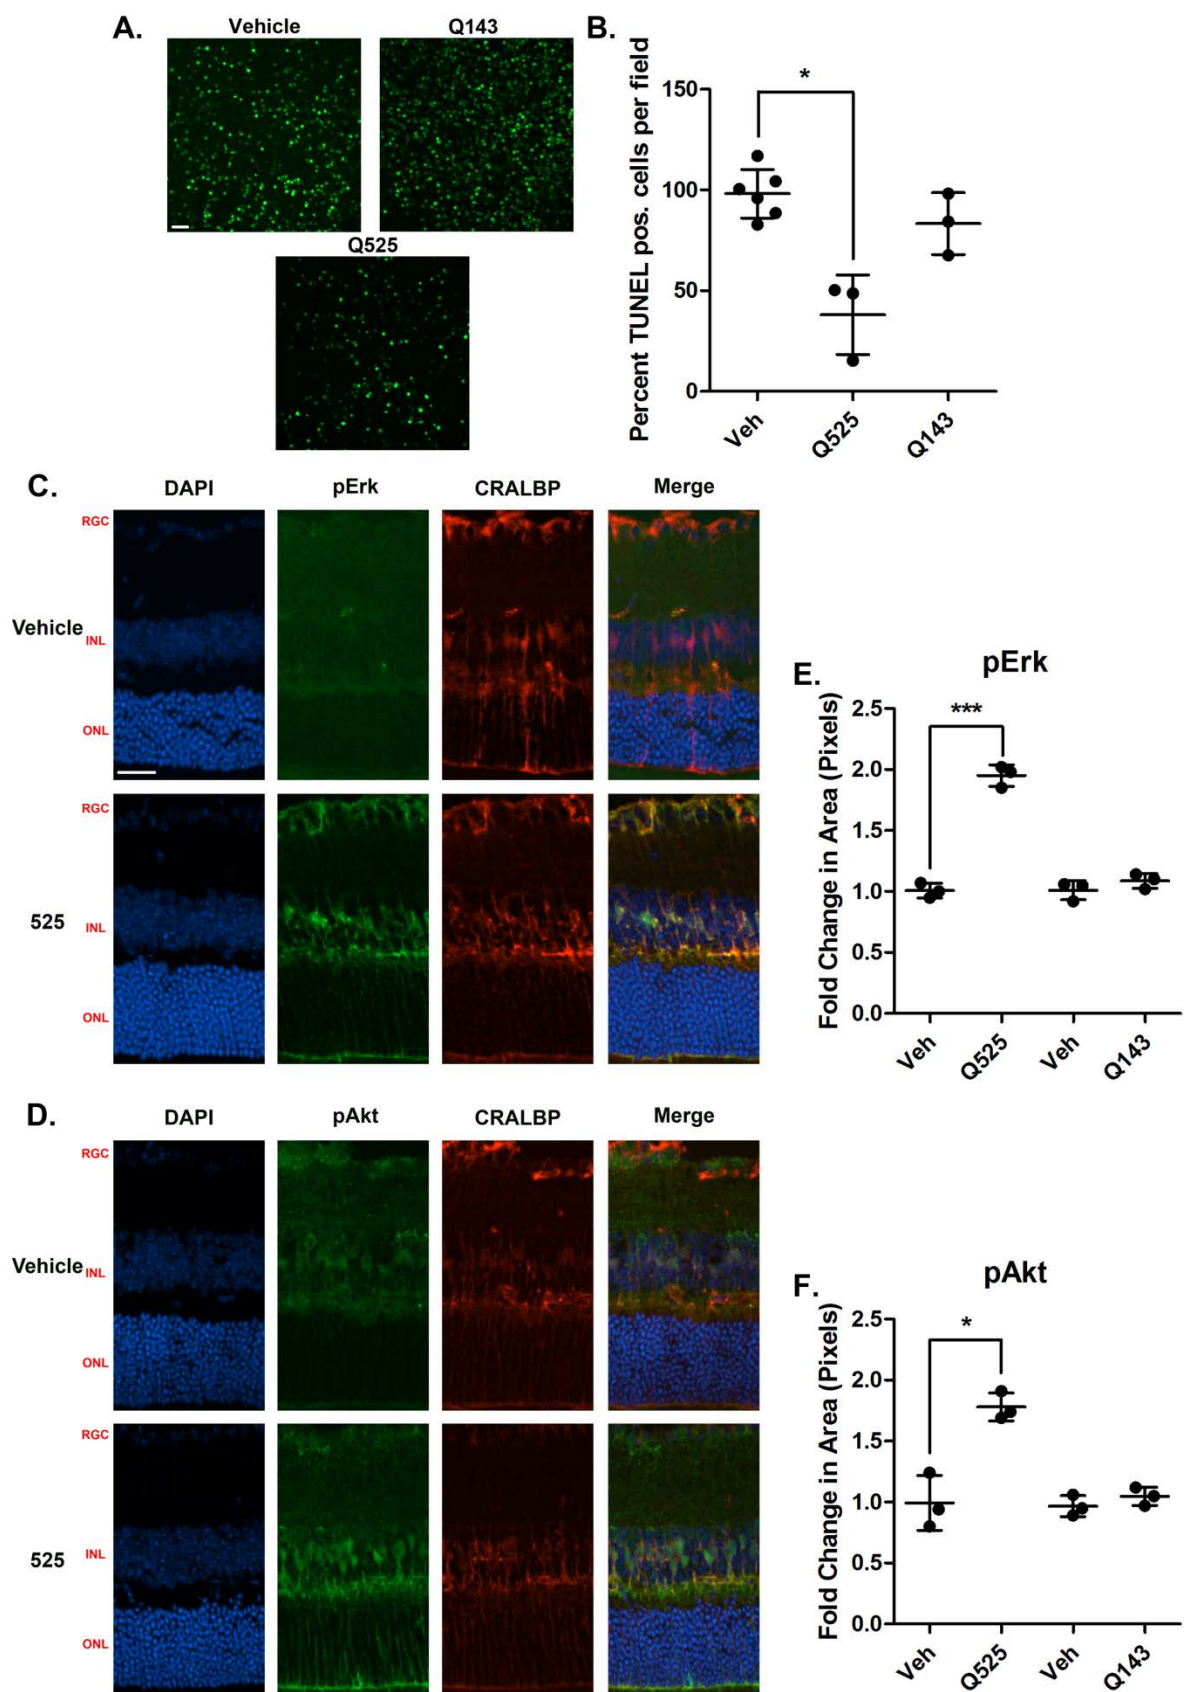 A.
Vehicle
Q143
Q525
B.
Percent TUNEL pos. cells per field
150
100
50
0
*
Veh
Q525
Q143
C.
DAPI
pErk
CRALBP
Merge
Vehicle
RGC
INL
ONL
525
RGC
INL
ONL
D.
DAPI
pAkt
CRALBP
Merge
Vehicle
RGC
INL
ONL
525
RGC
INL
ONL
E.
pErk
Fold Change in Area (Pixels)
2.5
2.0
1.5
1.0
0.5
0.0
***
Veh
Q525
Veh
Q143
F.
pAkt
Fold Change in Area (Pixels)
2.5
2.0
1.5
1.0
0.5
0.0
*
Veh
Q525
Veh
Q143